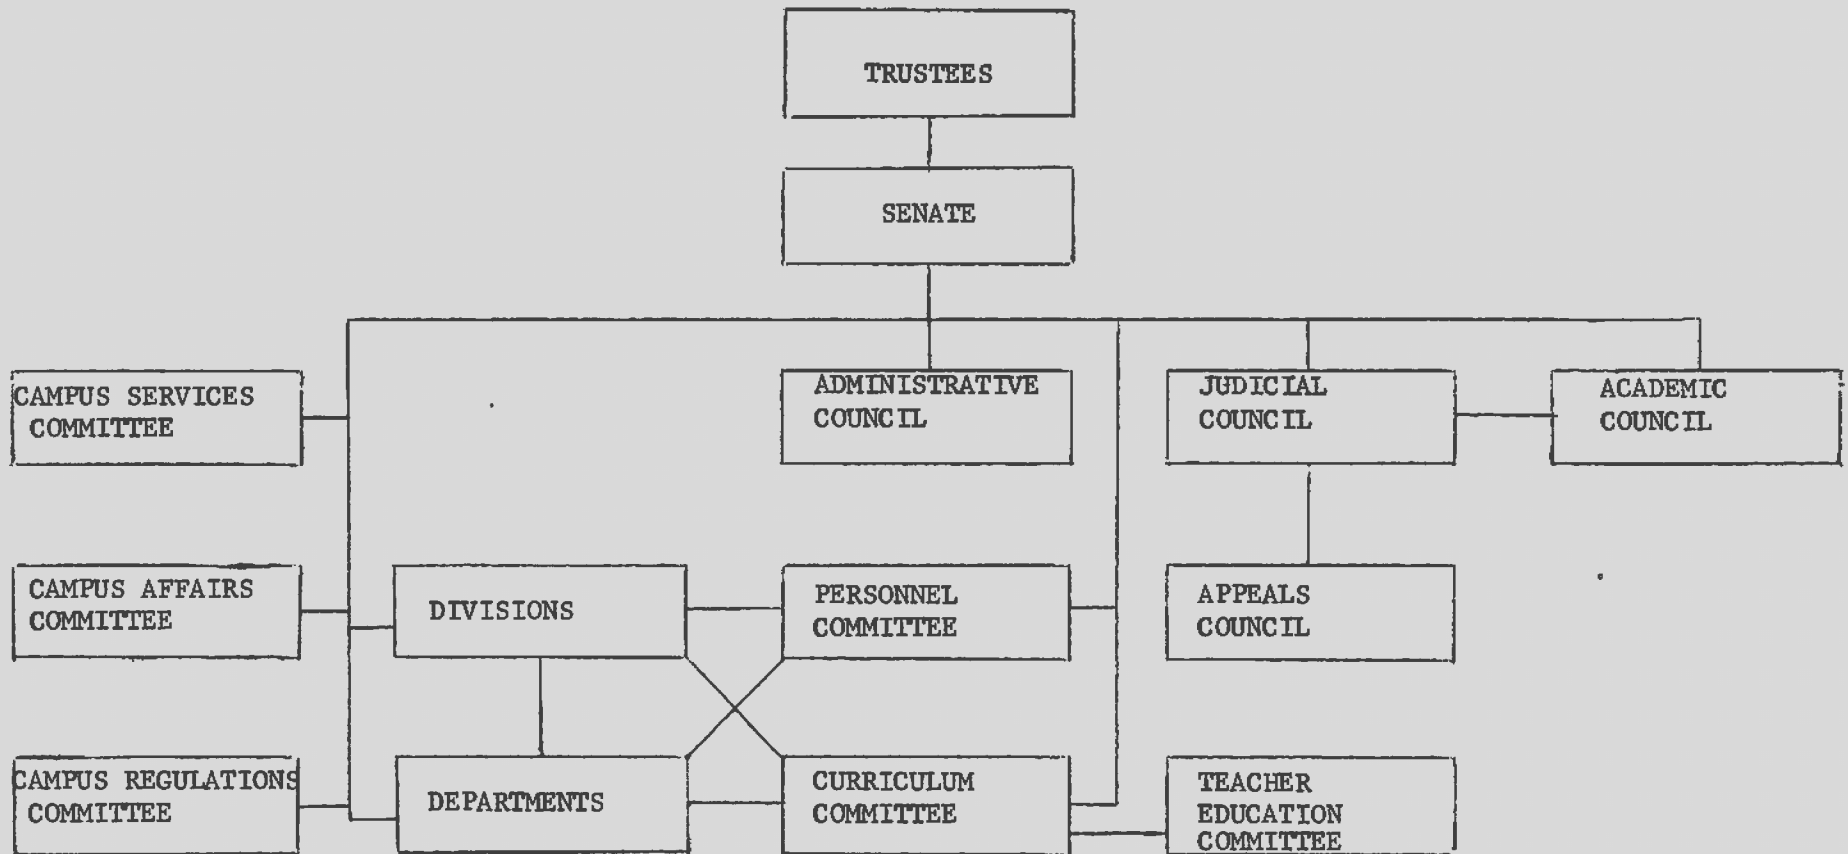 TRUSTEES
SENATE
CAMPUS SERVICES
COMMITTEE
ADMINISTRATIVE
COUNCIL
JUDICIAL
COUNCIL
ACADEMIC
COUNCIL
CAMPUS AFFAIRS
COMMITTEE
DIVISIONS
PERSONNEL
COMMITTEE
APPEALS
COUNCIL
CAMPUS REGULATIONS
COMMITTEE
DEPARTMENTS
CURRICULUM
COMMITTEE
TEACHER
EDUCATION
COMMITTEE